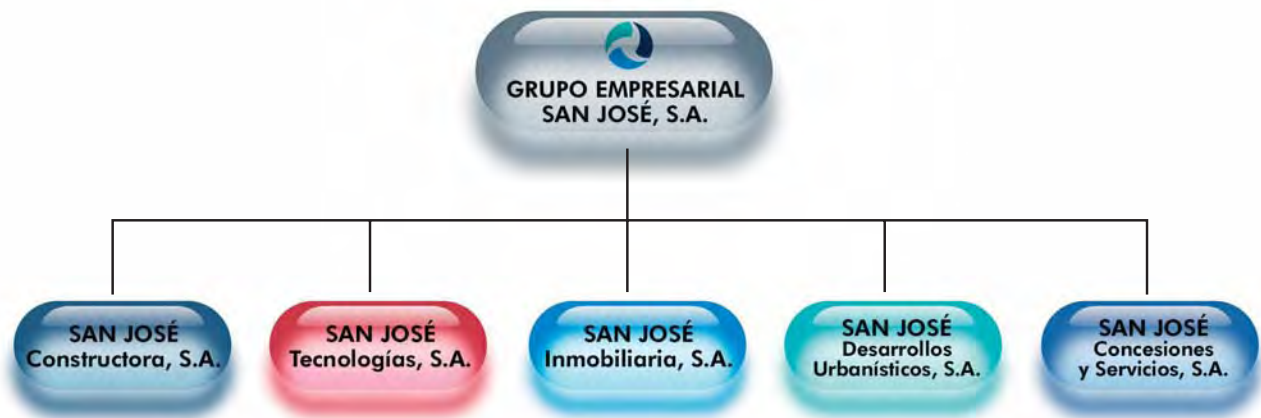 GRUPO EMPRESARIAL
SAN JOSÉ, S.A.
SAN JOSÉ
Constructora, S.A.
SAN JOSÉ
Tecnologías, S.A.
SAN JOSÉ
Inmobiliaria, S.A.
SAN JOSÉ
Desarrollos
Urbanísticos, S.A.
SAN JOSÉ
Concesiones
y Servicios, S.A.